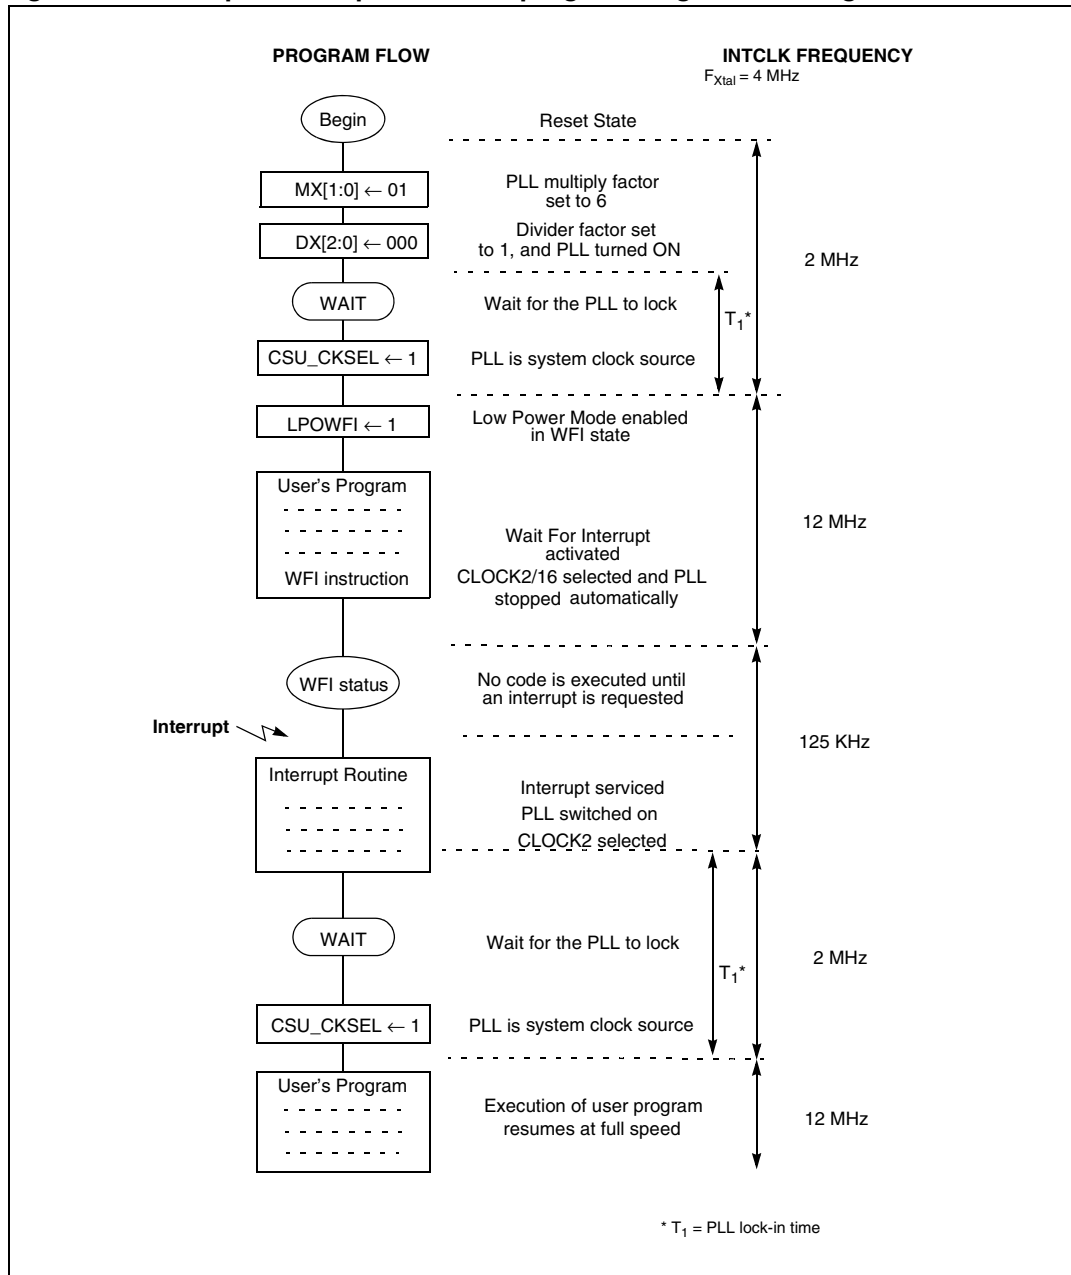 PROGRAM FLOW
INTCLK FREQUENCY
FXtal = 4 MHz
Begin
Reset State
MX[1:0] ← 01
PLL multiply factor
set to 6
DX[2:0] ← 000
Divider factor set
to 1, and PLL turned ON
2 MHz
WAIT
Wait for the PLL to lock
T1*
CSU_CKSEL ← 1
PLL is system clock source
LPOWFI ← 1
Low Power Mode enabled
in WFI state
User's Program
WFI instruction
Wait For Interrupt
activated
CLOCK2/16 selected and PLL
stopped automatically
12 MHz
WFI status
No code is executed until
an interrupt is requested
Interrupt
125 KHz
Interrupt Routine
Interrupt serviced
PLL switched on
CLOCK2 selected
WAIT
Wait for the PLL to lock
T1*
2 MHz
CSU_CKSEL ← 1
PLL is system clock source
User's Program
Execution of user program
resumes at full speed
12 MHz
* T1 = PLL lock-in time